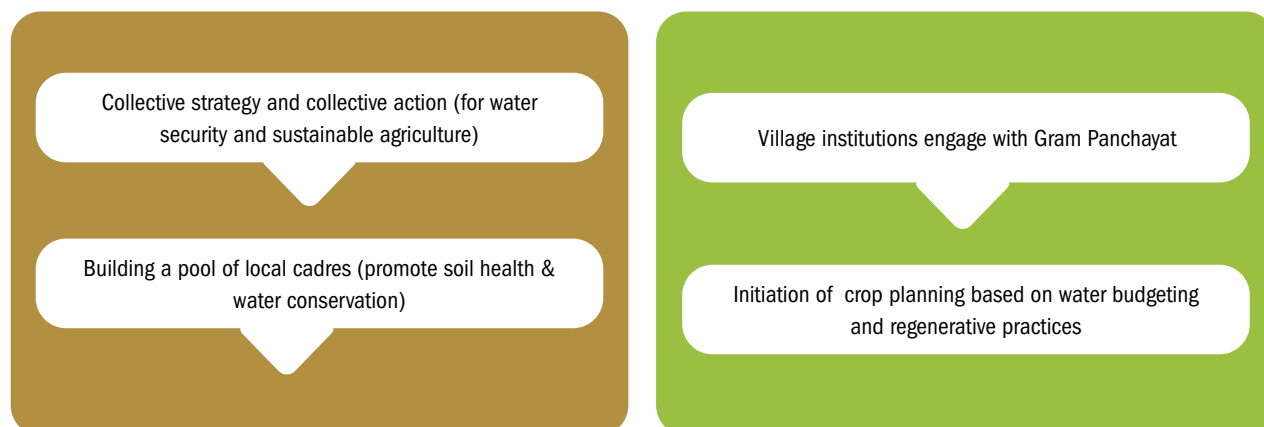 Collective strategy and collective action (for water
security and sustainable agriculture)
Building a pool of local cadres (promote soil health &
water conservation)
Village institutions engage with Gram Panchayat
Initiation of  crop planning based on water budgeting
and regenerative practices